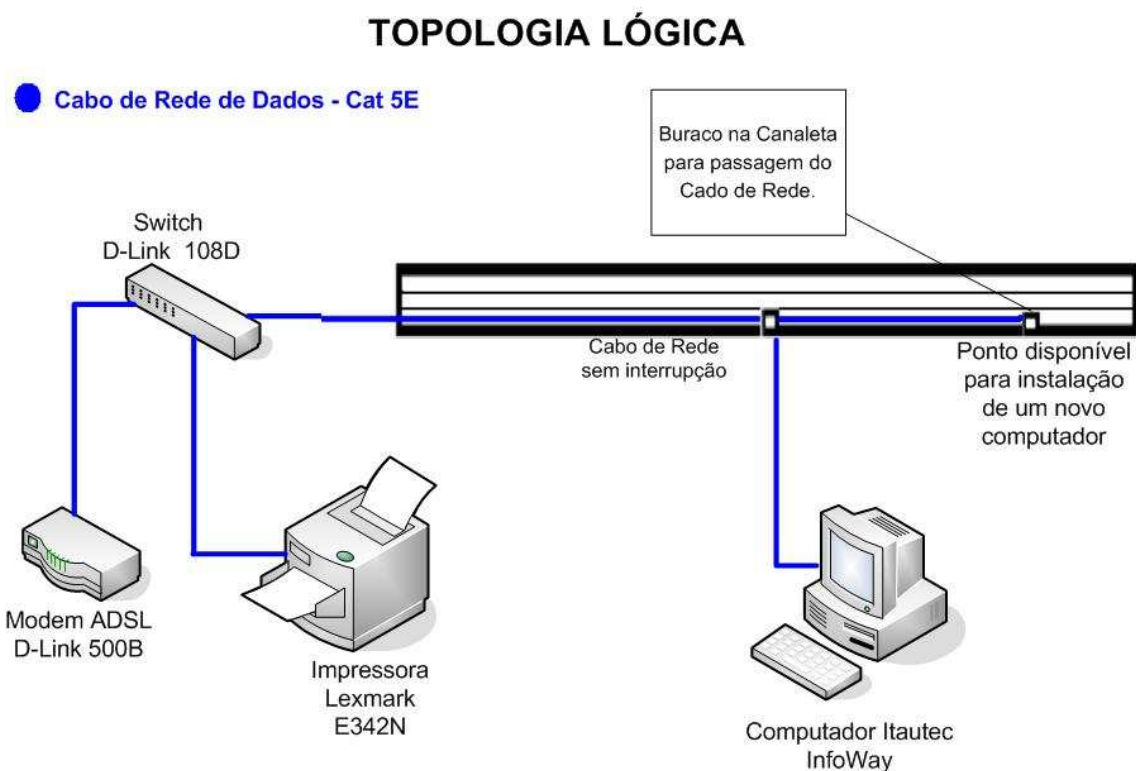 TOPOLOGIA LÓGICA
Cabo de Rede de Dados - Cat 5E
Buraco na Canaleta
para passagem do
Cado de Rede.
Switch
D-Link 108D
Cabo de Rede
sem interrupção
Ponto disponível
para instalação
de um novo
computador
Modem ADSL
D-Link 500B
Impressora
Lexmark
E342N
Computador Itautec
InfoWay